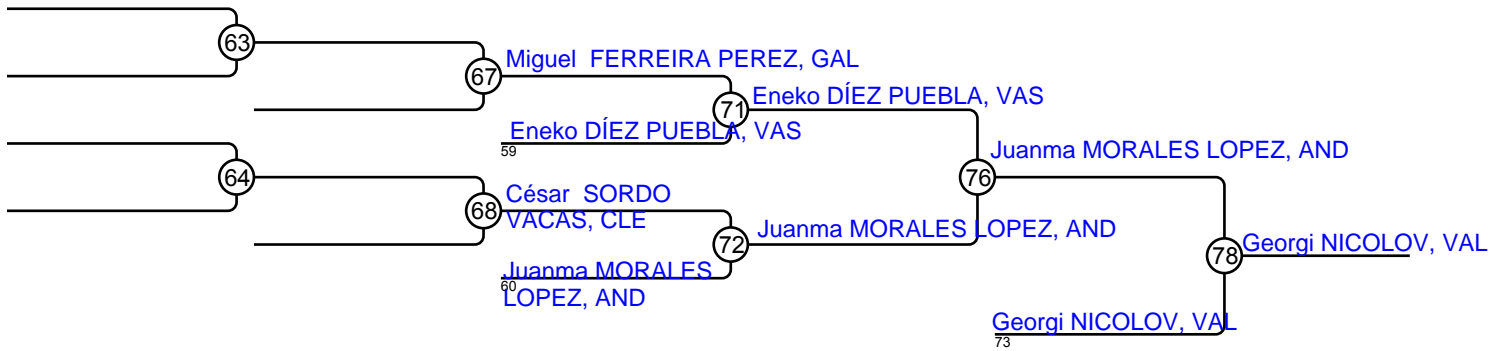 63
Miguel  FERREIRA PEREZ, GAL
67
Eneko DÍEZ PUEBLA, VAS
71
Eneko DÍEZ PUEBLA, VAS
59
Juanma MORALES LOPEZ, AND
64
76
César  SORDO
VACAS, CLE
68
Juanma MORALES LOPEZ, AND
72
Georgi NICOLOV, VAL
78
Juanma MORALES
LOPEZ, AND
60
Georgi NICOLOV, VAL
73